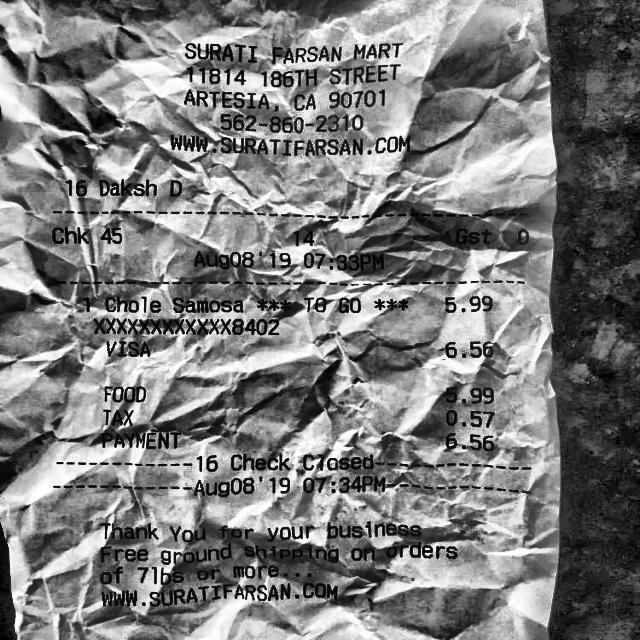 SURATI FARSAN MART
11814 186TH STREET
ARTESIA, CA 90701
562-860-2310
WWW.SURATIFARSAN.COM
16 Daksh D
Chk 45 14 Gst 0
Aug08'19 07:33PM
1 Chole Samosa *** TO GO *** 5.99
XXXXXXXXXXXX8402
VISA 6.56
FOOD 5.99
TAX 0.57
PAYMENT 6.56
------------16 Check Closed------------
------------Aug08'19 07:34PM------------
Thank You for your business
Free ground shipping on orders
of 7lbs or more...
WWW.SURATIFARSAN.COM